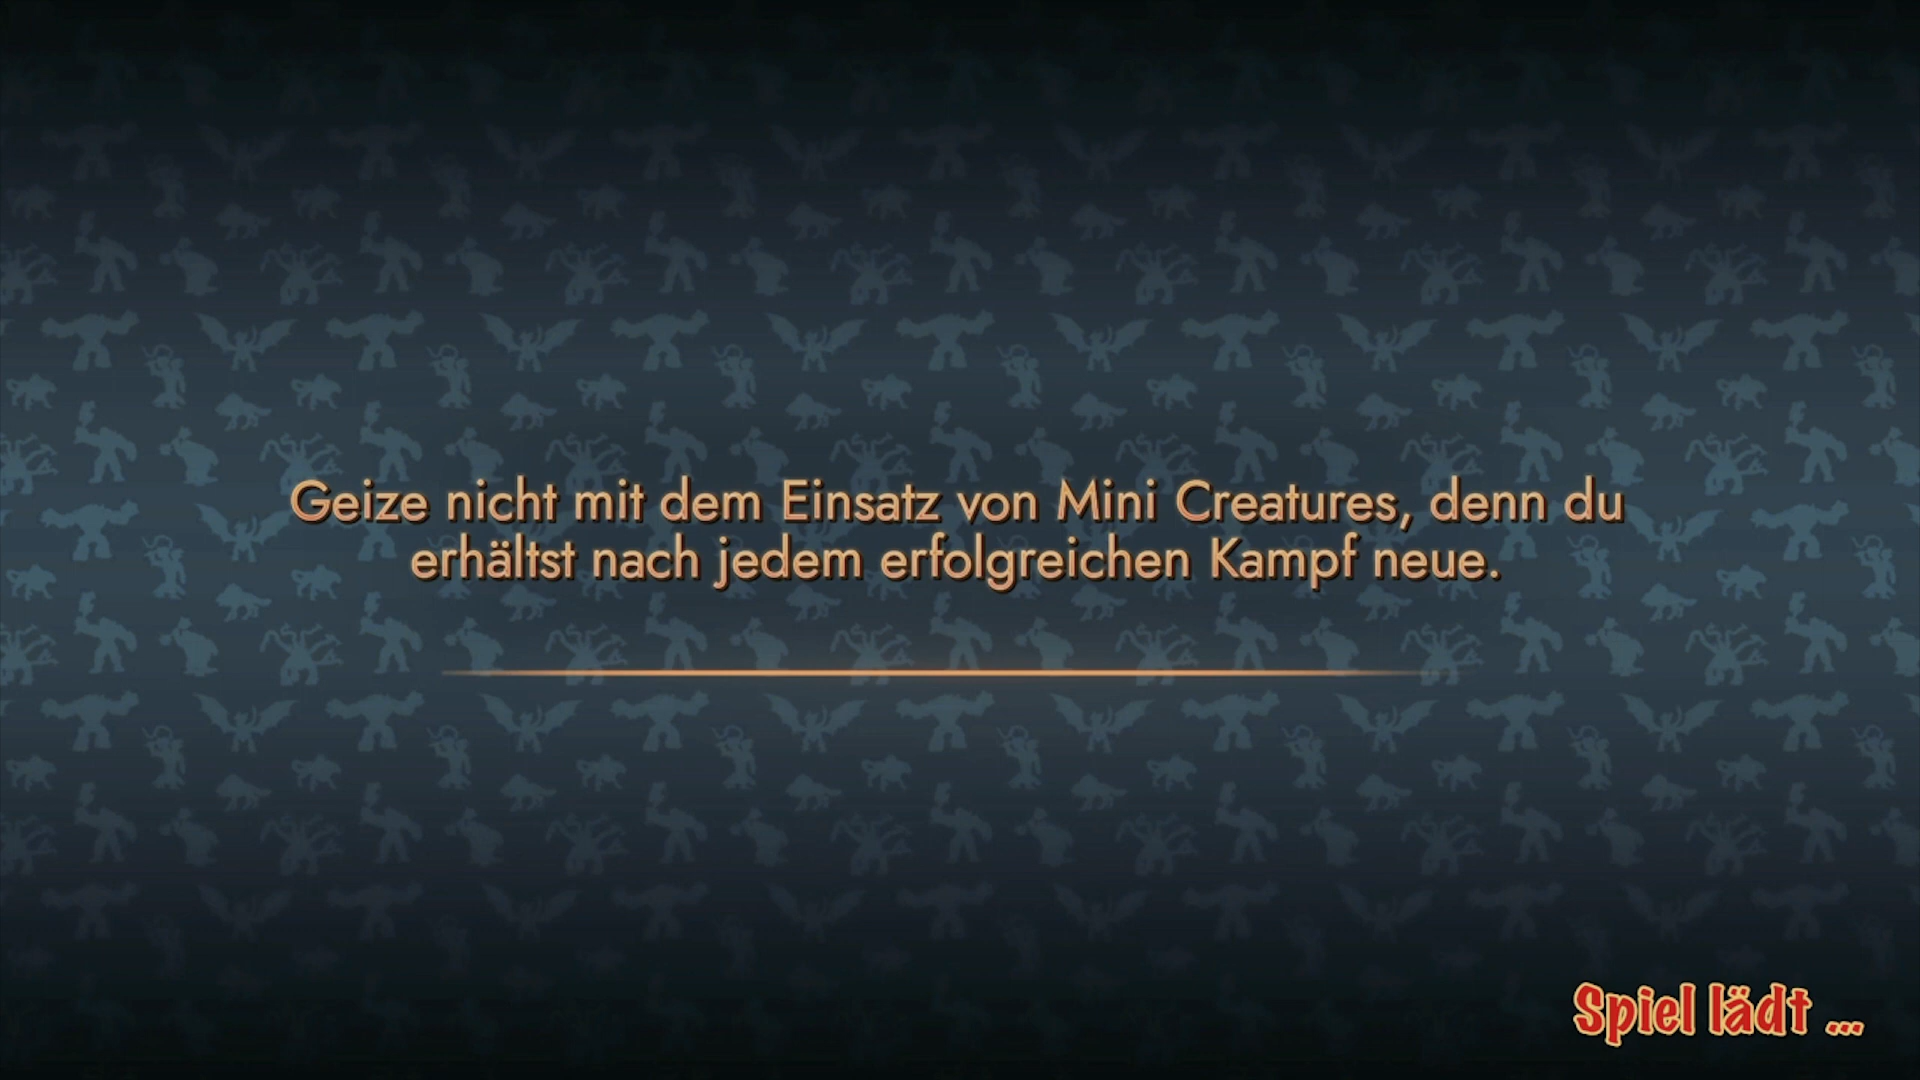 Geize nicht mit dem Einsatz von Mini Creatures, denn du
erhältst nach jedem erfolgreichen Kampf neue.
Spiel lädt ...